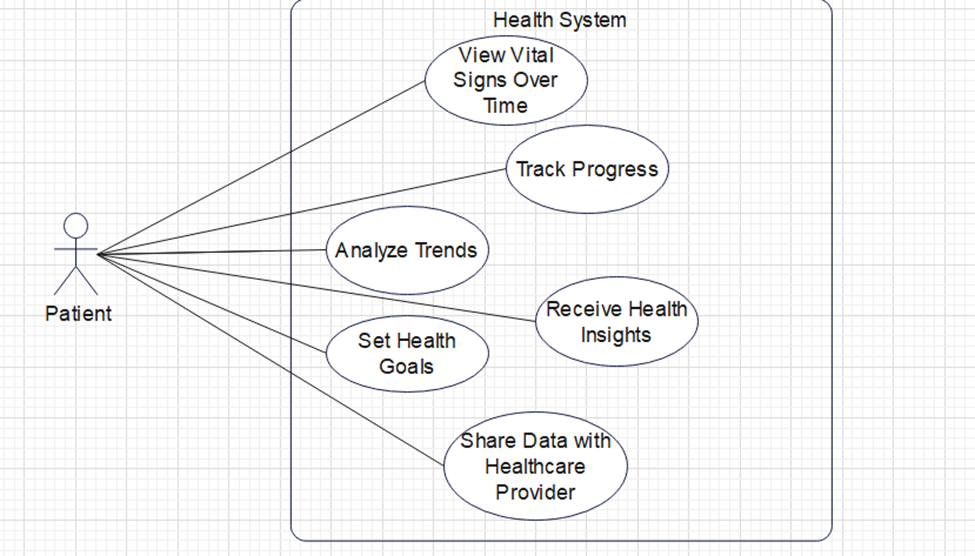 Health System
View Vital
Signs Over
Time
Track Progress
Analyze Trends
Receive Health
Insights
Patient
Set Health
Goals
Share Data with
Healthcare
Provider